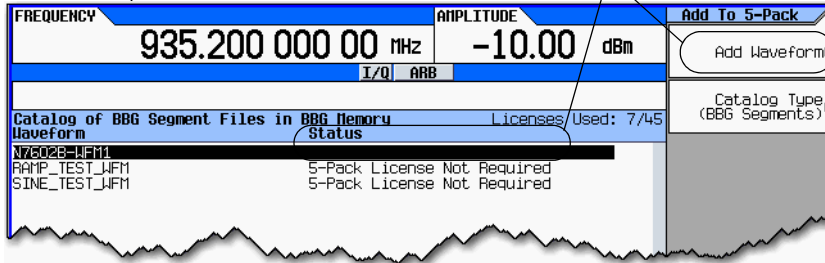 FREQUENCY
AMPLITUDE
Add To 5-Pack
935.200 000 00 MHz
-10.00 dBm
Add Waveform
I/Q ARB
Catalog Type
(BBG Segments)
Catalog of BBG Segment Files in BBG Memory
Licenses Used: 7/45
Waveform Status
N7602B-WFM1
RAMP_TEST_WFM 5-Pack License Not Required
SINE_TEST_WFM 5-Pack License Not Required